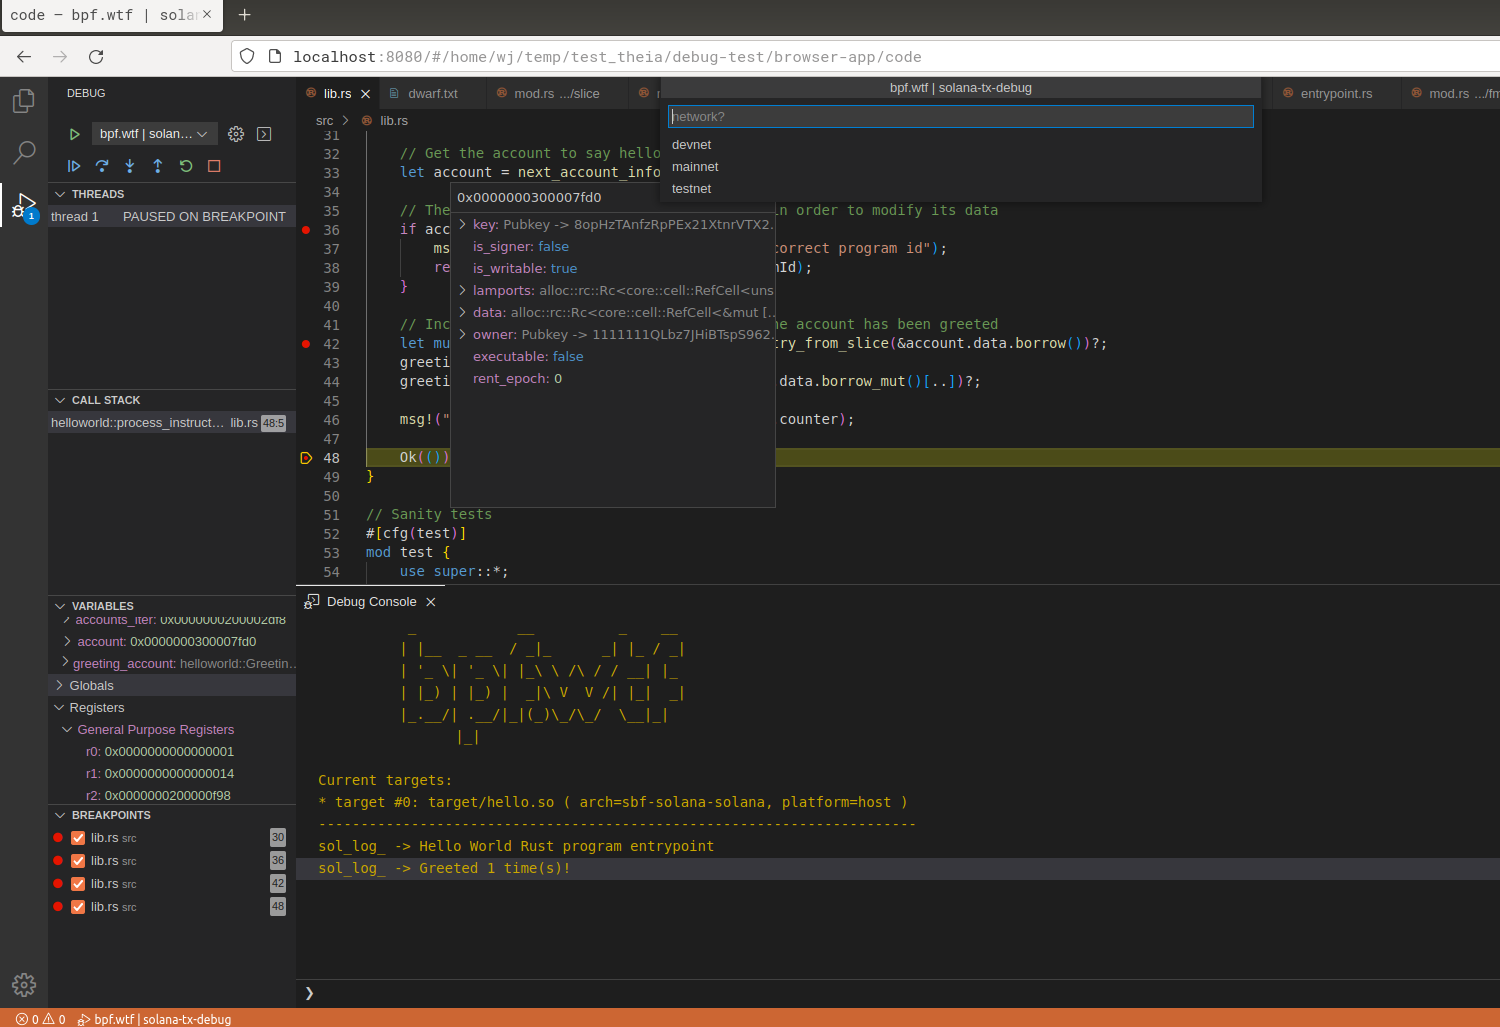 code — bpf.wtf | sola
localhost:8080/#/home/wj/temp/test_theia/debug-test/browser-app/code
DEBUG
bpf.wtf | solan...
lib.rs
dwarf.txt
mod.rs .../slice
bpf.wtf | solana-tx-debug
entrypoint.rs
mod.rs .../fm
src
lib.rs
network?
devnet
mainnet
testnet
THREADS
thread 1 PAUSED ON BREAKPOINT
CALL STACK
helloworld::process_instruct... lib.rs 48:5
VARIABLES
accounts_iter: 0x0000000200002df8
account: 0x0000000300007fd0
greeting_account: helloworld::Greetin...
Globals
Registers
General Purpose Registers
r0: 0x0000000000000001
r1: 0x0000000000000014
r2: 0x0000000200000f98
BREAKPOINTS
lib.rs src 30
lib.rs src 36
lib.rs src 42
lib.rs src 48
31
32 // Get the account to say hello
33 let account = next_account_info
34
35 // The in order to modify its data
36 if acc
37 ms correct program id");
38 re nId);
39 }
40
41 // Inc he account has been greeted
42 let mu try_from_slice(&account.data.borrow())?;
43 greeti
44 greeti data.borrow_mut()[..])?;
45
46 msg!(" counter);
47
48 Ok(())
49 }
50
51 // Sanity tests
52 #[cfg(test)]
53 mod test {
54 use super::*;
0x0000000300007fd0
key: Pubkey -> 8opHzTAnfzRpPEx21XtnrVTX2...
is_signer: false
is_writable: true
lamports: alloc::rc::Rc<core::cell::RefCell<uns
data: alloc::rc::Rc<core::cell::RefCell<&mut [...
owner: Pubkey -> 1111111QLbz7JHiBTspS962...
executable: false
rent_epoch: 0
Debug Console
Current targets:
* target #0: target/hello.so ( arch=sbf-solana-solana, platform=host )
-----------------------------------------------------------------------
sol_log_ -> Hello World Rust program entrypoint
sol_log_ -> Greeted 1 time(s)!
❯
0 0 bpf.wtf | solana-tx-debug
1